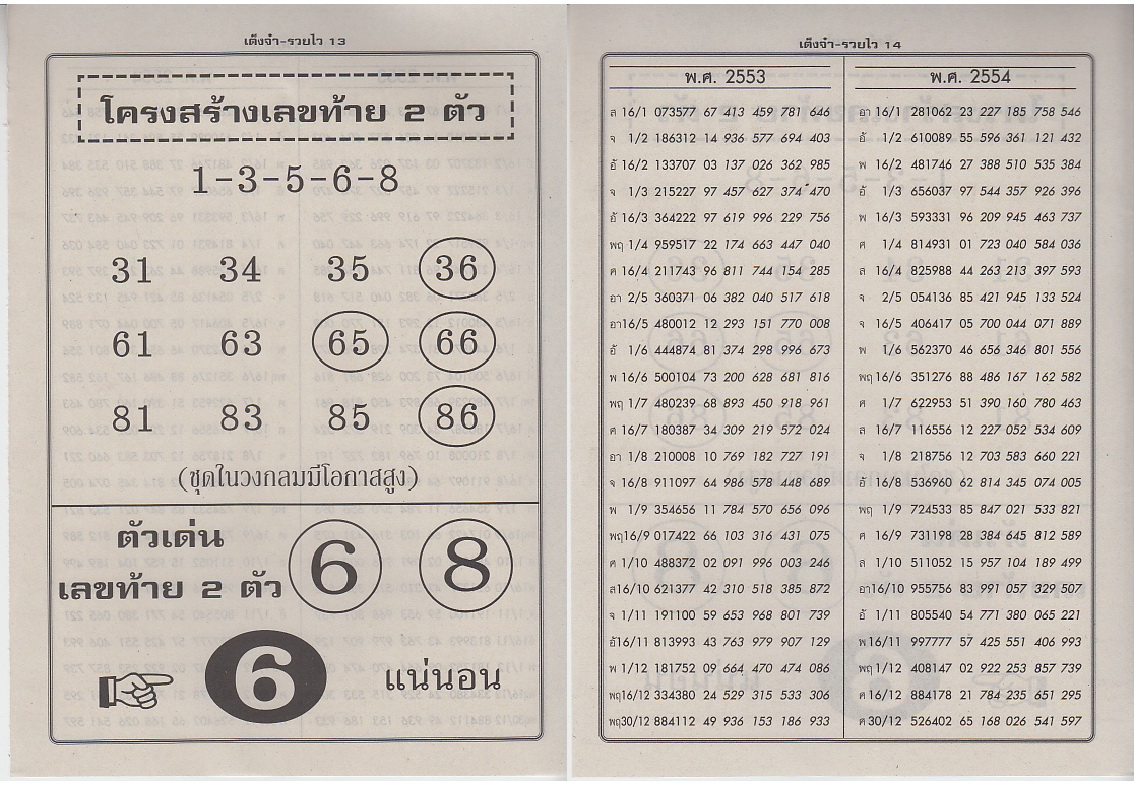 เต็งจ๋า-รวยไว 13
โครงสร้างเลขท้าย 2 ตัว
1-3-5-6-8
31 34 35 36
61 63 65 66
81 83 85 86
(ชุดในวงกลมมีโอกาสสูง)
ตัวเด่น
เลขท้าย 2 ตัว
6 8
6 แน่นอน
เต็งจ๋า-รวยไว 14
พ.ศ. 2553
ส 16/1 073577 67 413 459 781 646
จ 1/2 186312 14 936 577 694 403
อ้ 16/2 133707 03 137 026 362 985
จ 1/3 215227 97 457 627 374 470
อ้ 16/3 364222 97 619 996 229 756
พฤ 1/4 959517 22 174 663 447 040
ศ 16/4 211743 96 811 744 154 285
อา 2/5 360371 06 382 040 517 618
อา16/5 480012 12 293 151 770 008
อ้ 1/6 444874 81 374 298 996 673
พ 16/6 500104 73 200 628 681 816
พฤ 1/7 480239 68 893 450 918 961
ศ 16/7 180387 34 309 219 572 024
อา 1/8 210008 10 769 182 727 191
จ 16/8 911097 64 986 578 448 689
พ 1/9 354656 11 784 570 656 096
พฤ16/9 017422 66 103 316 431 075
ศ 1/10 488372 02 091 996 003 246
ส16/10 621377 42 310 518 385 872
จ 1/11 191100 59 653 968 801 739
อ้16/11 813993 43 763 979 907 129
พ 1/12 181752 09 664 470 474 086
พฤ16/12 334380 24 529 315 533 306
พฤ30/12 884112 49 936 153 186 933
พ.ศ. 2554
อา 16/1 281062 38 227 185 758 546
อ้ 1/2 610089 55 596 361 121 432
พ 16/2 481746 27 388 510 535 384
อ้ 1/3 656037 97 544 357 926 396
พ 16/3 593331 96 209 945 463 737
ศ 1/4 814931 01 723 040 584 036
ส 16/4 825988 44 263 213 397 593
จ 2/5 054136 85 421 945 133 524
จ 16/5 406417 05 700 044 071 889
พ 1/6 562370 46 656 346 801 556
พฤ 16/6 351276 88 486 167 162 582
ศ 1/7 622953 51 390 160 780 463
ส 16/7 116556 12 227 052 534 609
จ 1/8 218756 12 703 583 660 221
อ้ 16/8 536960 62 814 345 074 005
พฤ 1/9 724533 85 847 021 533 821
ศ 16/9 731198 28 384 645 812 589
ส 1/10 511052 15 957 104 189 499
อา16/10 955756 83 991 057 329 507
อ้ 1/11 805540 54 771 380 065 221
พ 16/11 997777 57 425 551 406 993
พฤ 1/12 408147 02 922 253 857 739
ศ 16/12 884178 21 784 235 651 295
ศ 30/12 526402 65 168 026 541 597